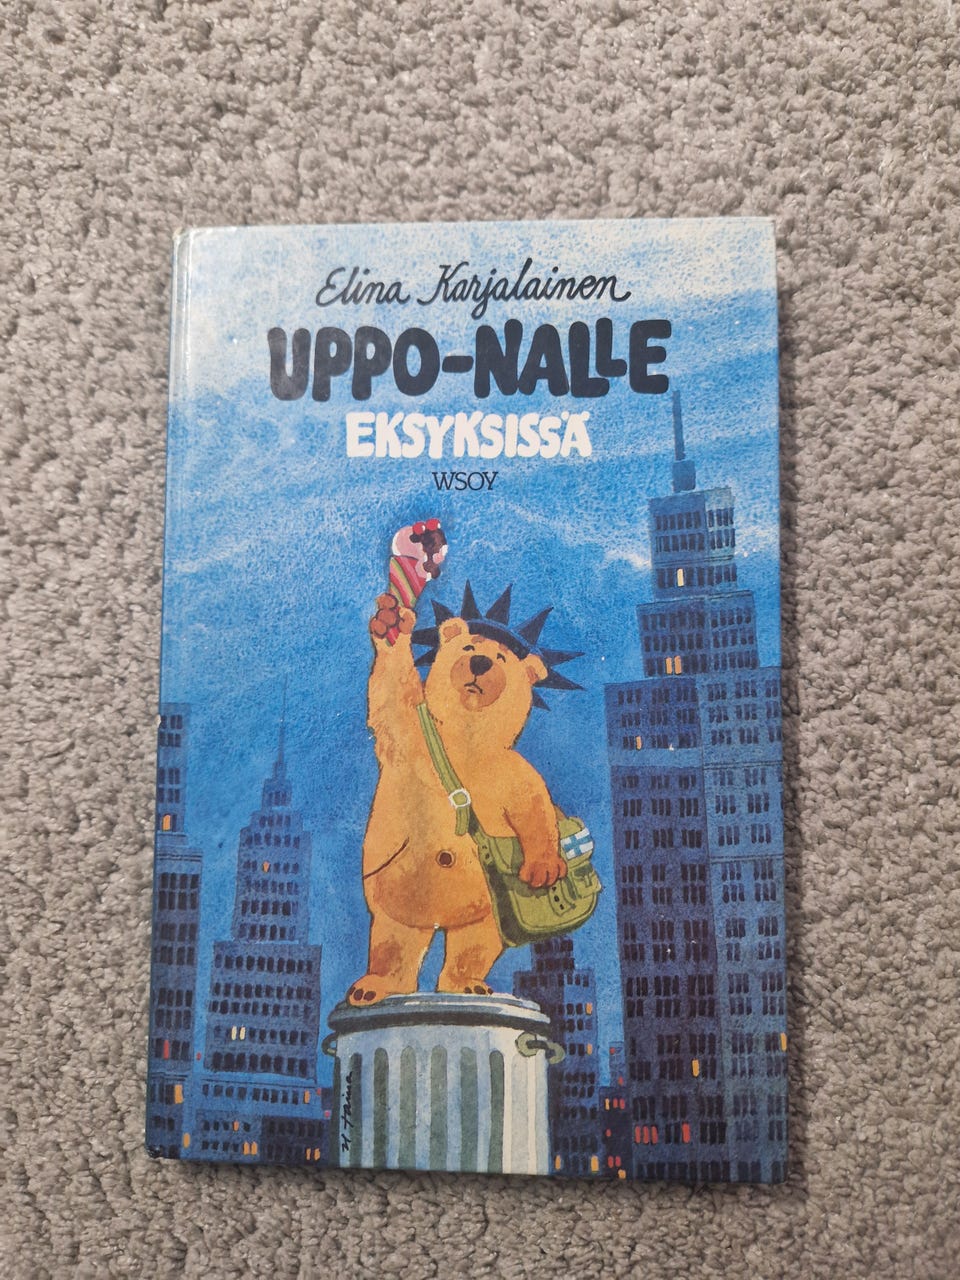 Elina Karjalainen
UPPO-NALLE
EKSYKSISSÄ
WSOY